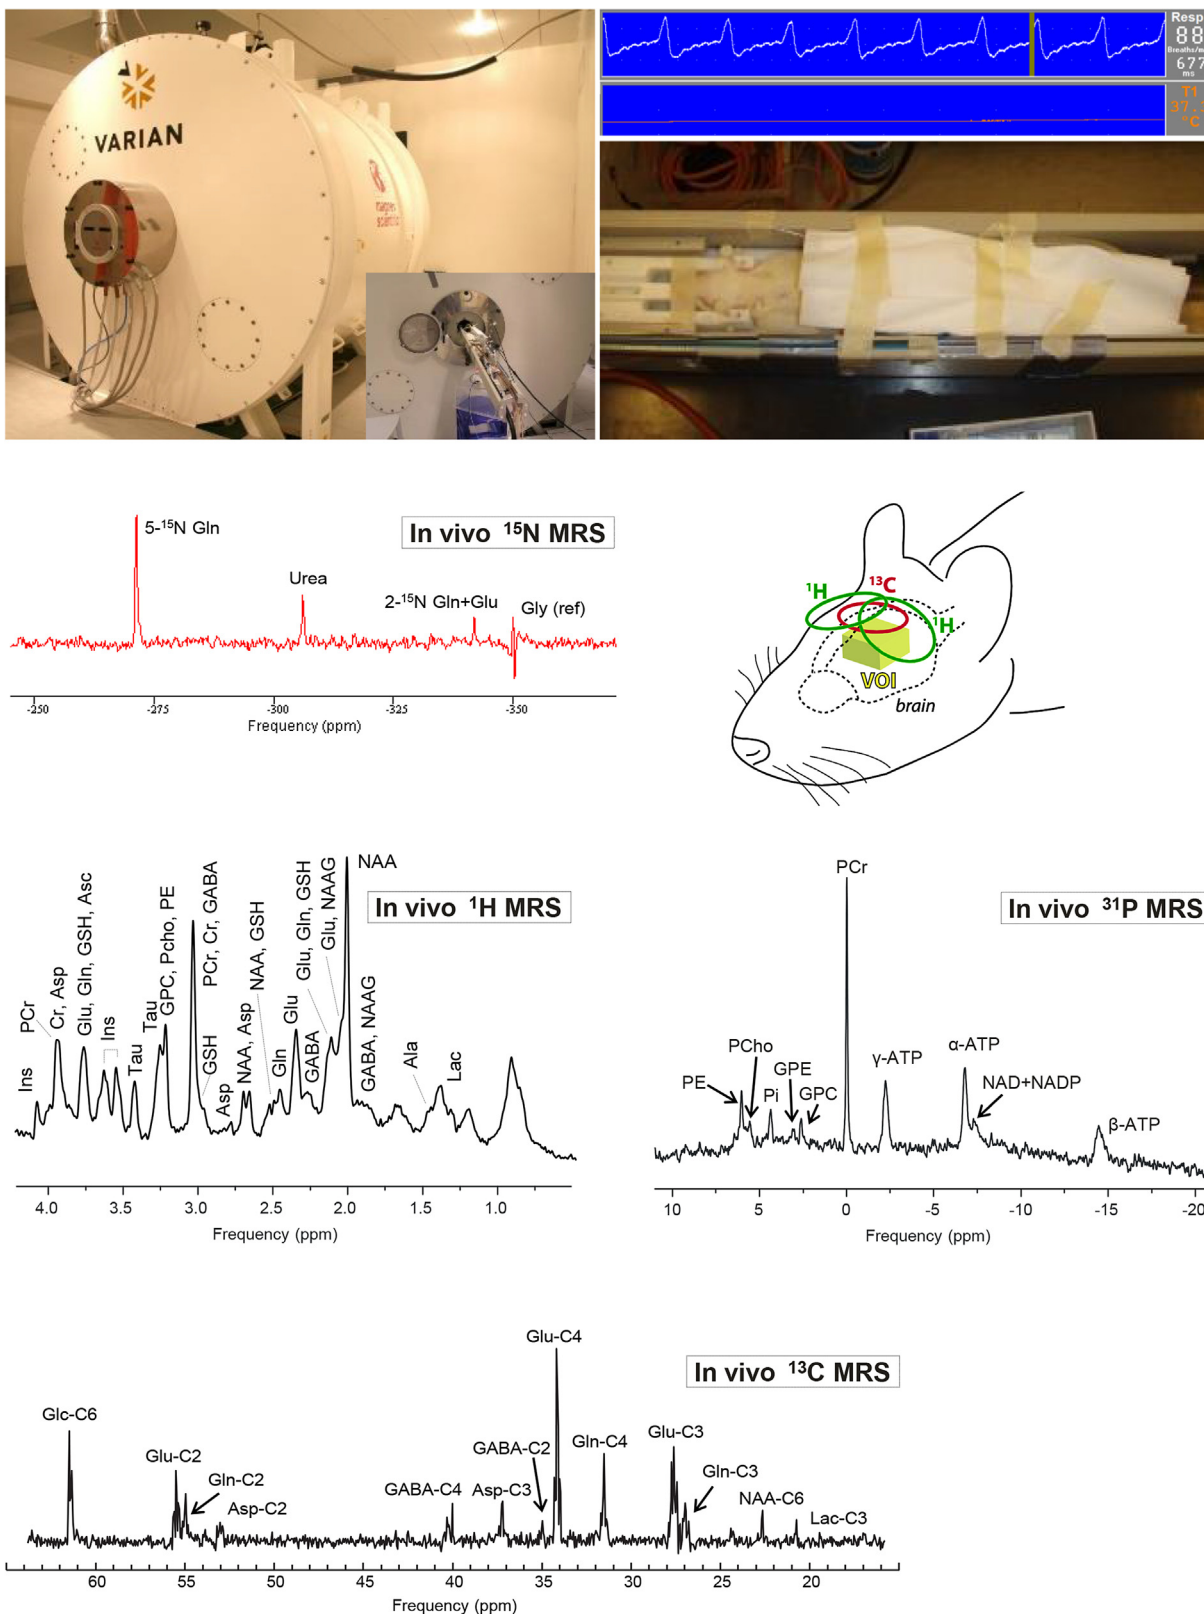 VARIAN
Resp
88
Breaths/m
677
ms
T1
37.
°C
magnex
scientific
In vivo ¹⁵N MRS
5-¹⁵N Gln
Urea
2-¹⁵N Gln+Glu
Gly (ref)
-250 -275 -300 -325 -350
Frequency (ppm)
¹H
¹³C
¹H
VOI
brain
In vivo ¹H MRS
Ins
PCr
Cr, Asp
Glu, Gln, GSH, Asc
Ins
Tau
Tau
GPC, Pcho, PE
PCr, Cr, GABA
GSH
Asp
NAA, Asp
NAA, GSH
Gln
Glu
GABA
Glu, Gln, GSH
Glu, NAAG
NAA
GABA, NAAG
Ala
Lac
4.0 3.5 3.0 2.5 2.0 1.5 1.0
Frequency (ppm)
In vivo ³¹P MRS
PE
PCho
Pi
GPE
GPC
PCr
γ-ATP
α-ATP
NAD+NADP
β-ATP
10 5 0 -5 -10 -15 -20
Frequency (ppm)
In vivo ¹³C MRS
Glc-C6
Glu-C2
Gln-C2
Asp-C2
GABA-C4
Asp-C3
GABA-C2
Glu-C4
Gln-C4
Glu-C3
Gln-C3
NAA-C6
Lac-C3
60 55 50 45 40 35 30 25 20
Frequency (ppm)